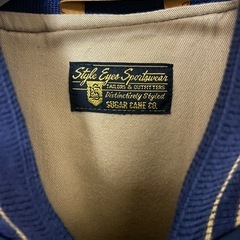 Style Eyes Sportswear
TAILORS & OUTFITTERS
Distinctively Styled
SUGAR CANE CO.